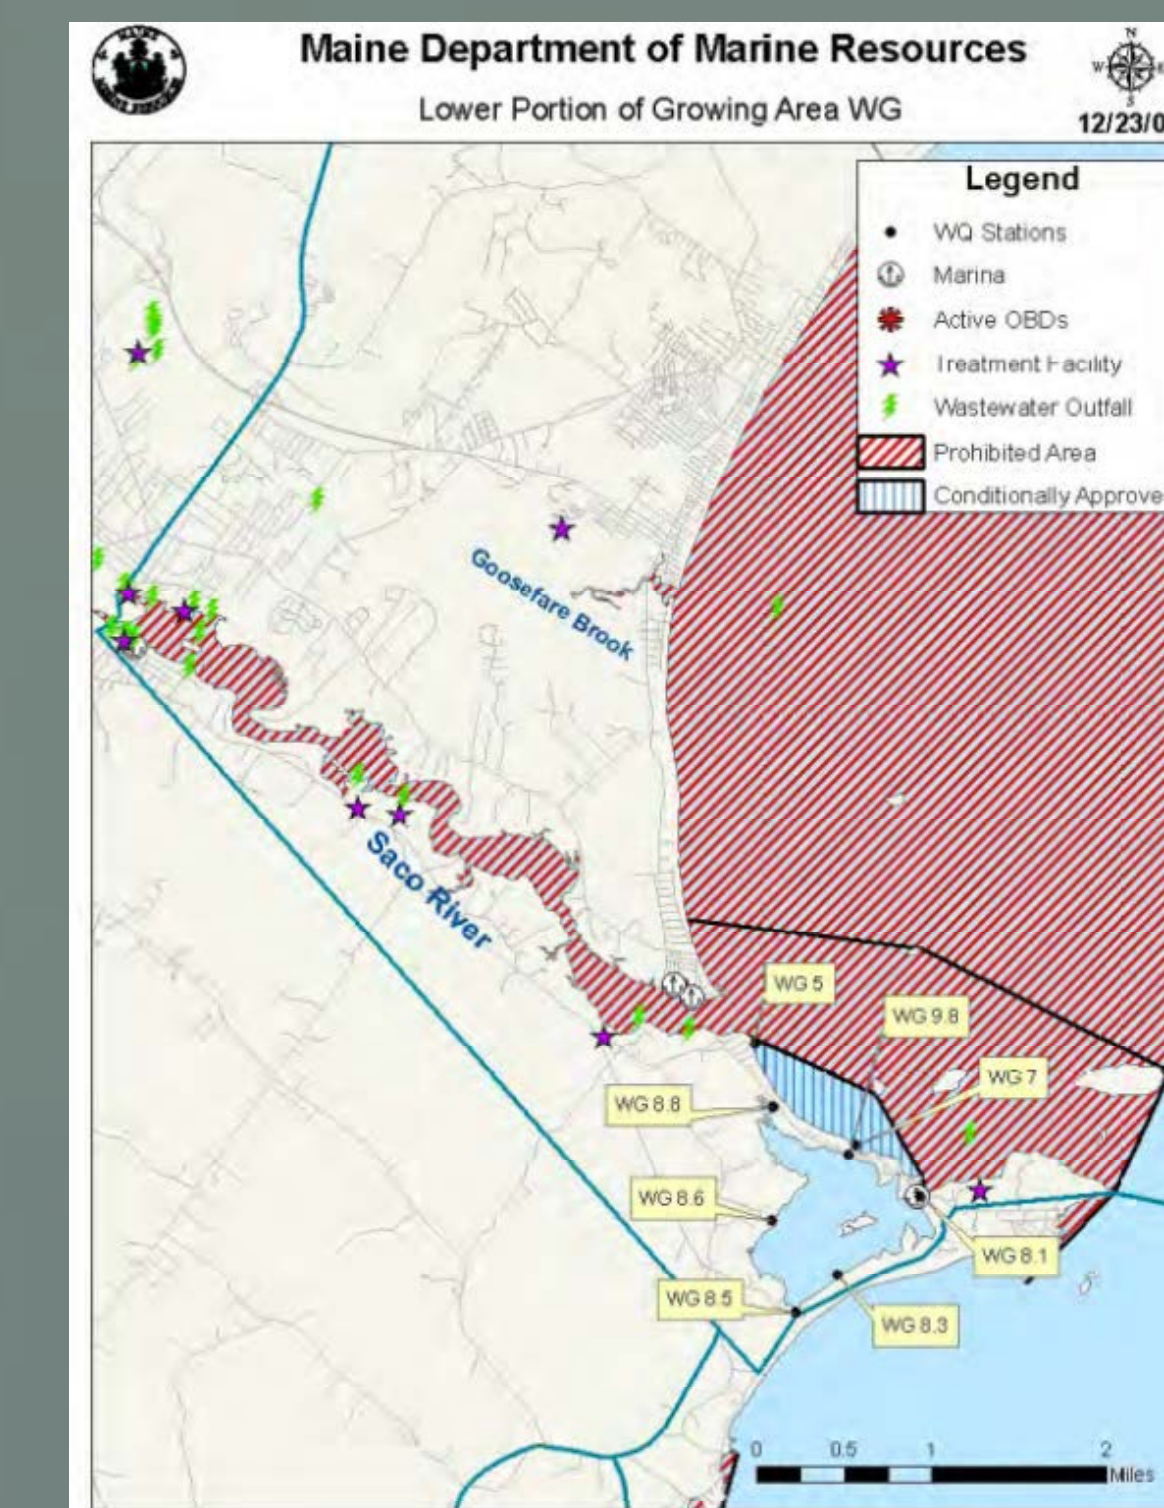 Maine Department of Marine Resources
Lower Portion of Growing Area WG
N
W
E
S
12/23/0
MAINE
Legend
WQ Stations
Marina
Active OBDs
Treatment Facility
Wastewater Outfall
Prohibited Area
Conditionally Approve
Goosefare Brook
Saco River
WG 5
WG 9.8
WG 7
WG 8.8
WG 8.6
WG 8.1
WG 8.5
WG 8.3
0 0.5 1 2
Miles